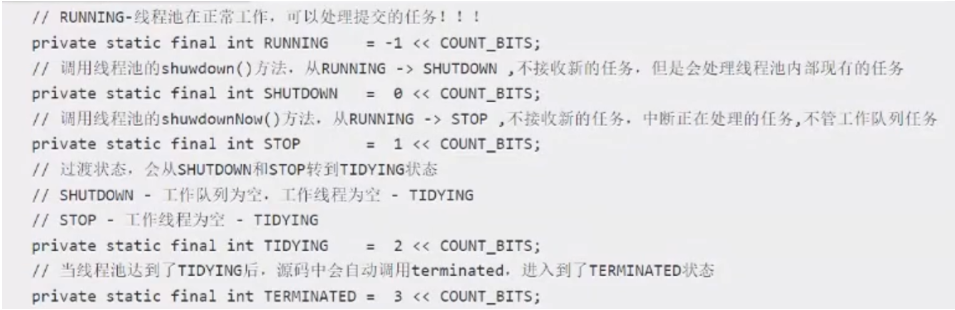 // RUNNING-线程池在正常工作，可以处理提交的任务！！！
private static final int RUNNING    = -1 << COUNT_BITS;
// 调用线程池的shuwdown()方法，从RUNNING -> SHUTDOWN ,不接收新的任务，但是会处理线程池内部现有的任务
private static final int SHUTDOWN   =  0 << COUNT_BITS;
// 调用线程池的shuwdownNow()方法，从RUNNING -> STOP ,不接收新的任务，中断正在处理的任务,不管工作队列任务
private static final int STOP       =  1 << COUNT_BITS;
// 过渡状态，会从SHUTDOWN和STOP转到TIDYING状态
// SHUTDOWN - 工作队列为空，工作线程为空 - TIDYING
// STOP - 工作线程为空 - TIDYING
private static final int TIDYING    =  2 << COUNT_BITS;
// 当线程池达到了TIDYING后，源码中会自动调用terminated，进入到了TERMINATED状态
private static final int TERMINATED =  3 << COUNT_BITS;